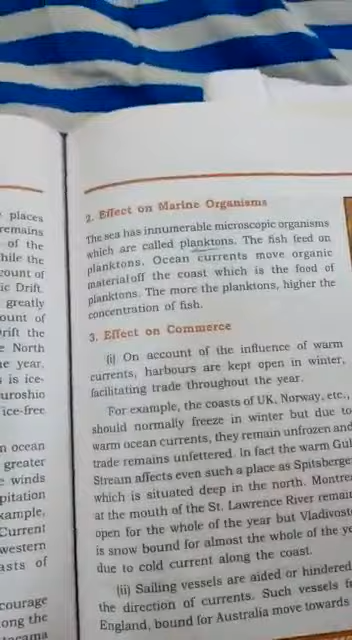 places
remains
of the
hile the
count of
ic Drift.
greatly
ount of
rift the
e North
he year,
s is ice-
uroshio
ice-free
n ocean
greater
e winds
pitation
xample,
Current
western
asts of
courage
ong the
tacama
2. Effect on Marine Organisms
The sea has innumerable microscopic organisms
which are called planktons. The fish feed on
planktons. Ocean currents move organic
material off the coast which is the food of
planktons. The more the planktons, higher the
concentration of fish.
3. Effect on Commerce
(i) On account of the influence of warm
currents, harbours are kept open in winter,
facilitating trade throughout the year.
For example, the coasts of UK, Norway, etc.,
should normally freeze in winter but due to
warm ocean currents, they remain unfrozen and
trade remains unfettered. In fact the warm Gul
Stream affects even such a place as Spitsberge
which is situated deep in the north. Montre
at the mouth of the St. Lawrence River remai
open for the whole of the year but Vladivost
is snow bound for almost the whole of the ye
due to cold current along the coast.
(ii) Sailing vessels are aided or hindered
the direction of currents. Such vessels f
England, bound for Australia move towards